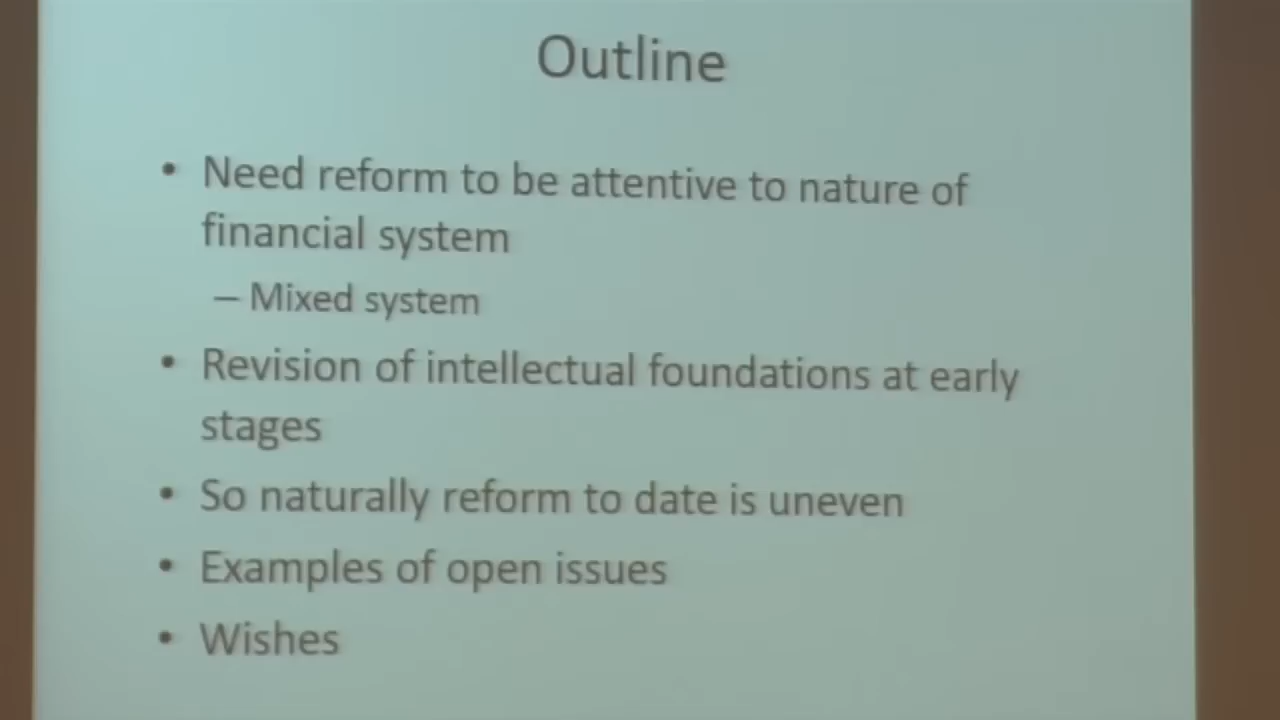 Outline
• Need reform to be attentive to nature of
financial system
– Mixed system
• Revision of intellectual foundations at early
stages
• So naturally reform to date is uneven
• Examples of open issues
• Wishes